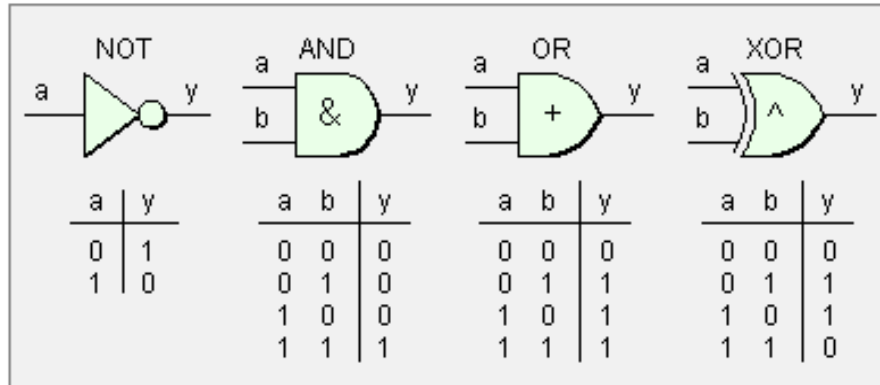 NOT AND OR XOR
a y a b & y a b + y a b ^ y
a y a b y a b y a b y
0 1 0 0 0 0 0 0 0 0 0
1 0 0 1 0 0 1 1 0 1 1
1 0 0 1 0 1 1 0 1
1 1 1 1 1 1 1 1 0